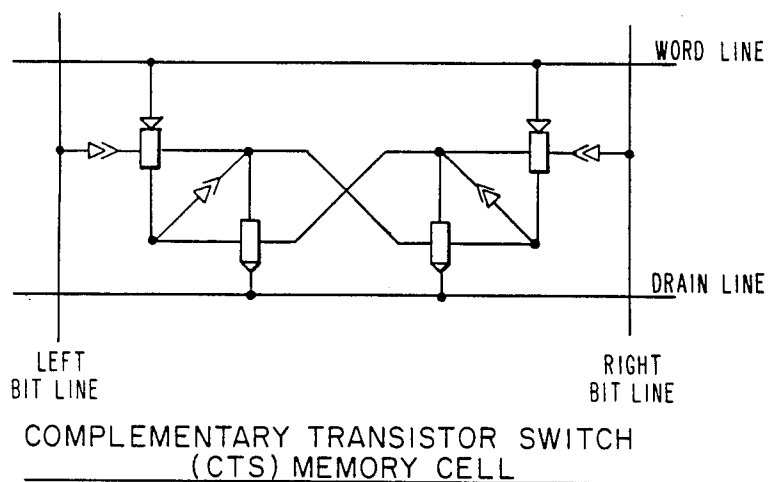 WORD LINE
DRAIN LINE
LEFT
BIT LINE
RIGHT
BIT LINE
COMPLEMENTARY TRANSISTOR SWITCH
(CTS) MEMORY CELL